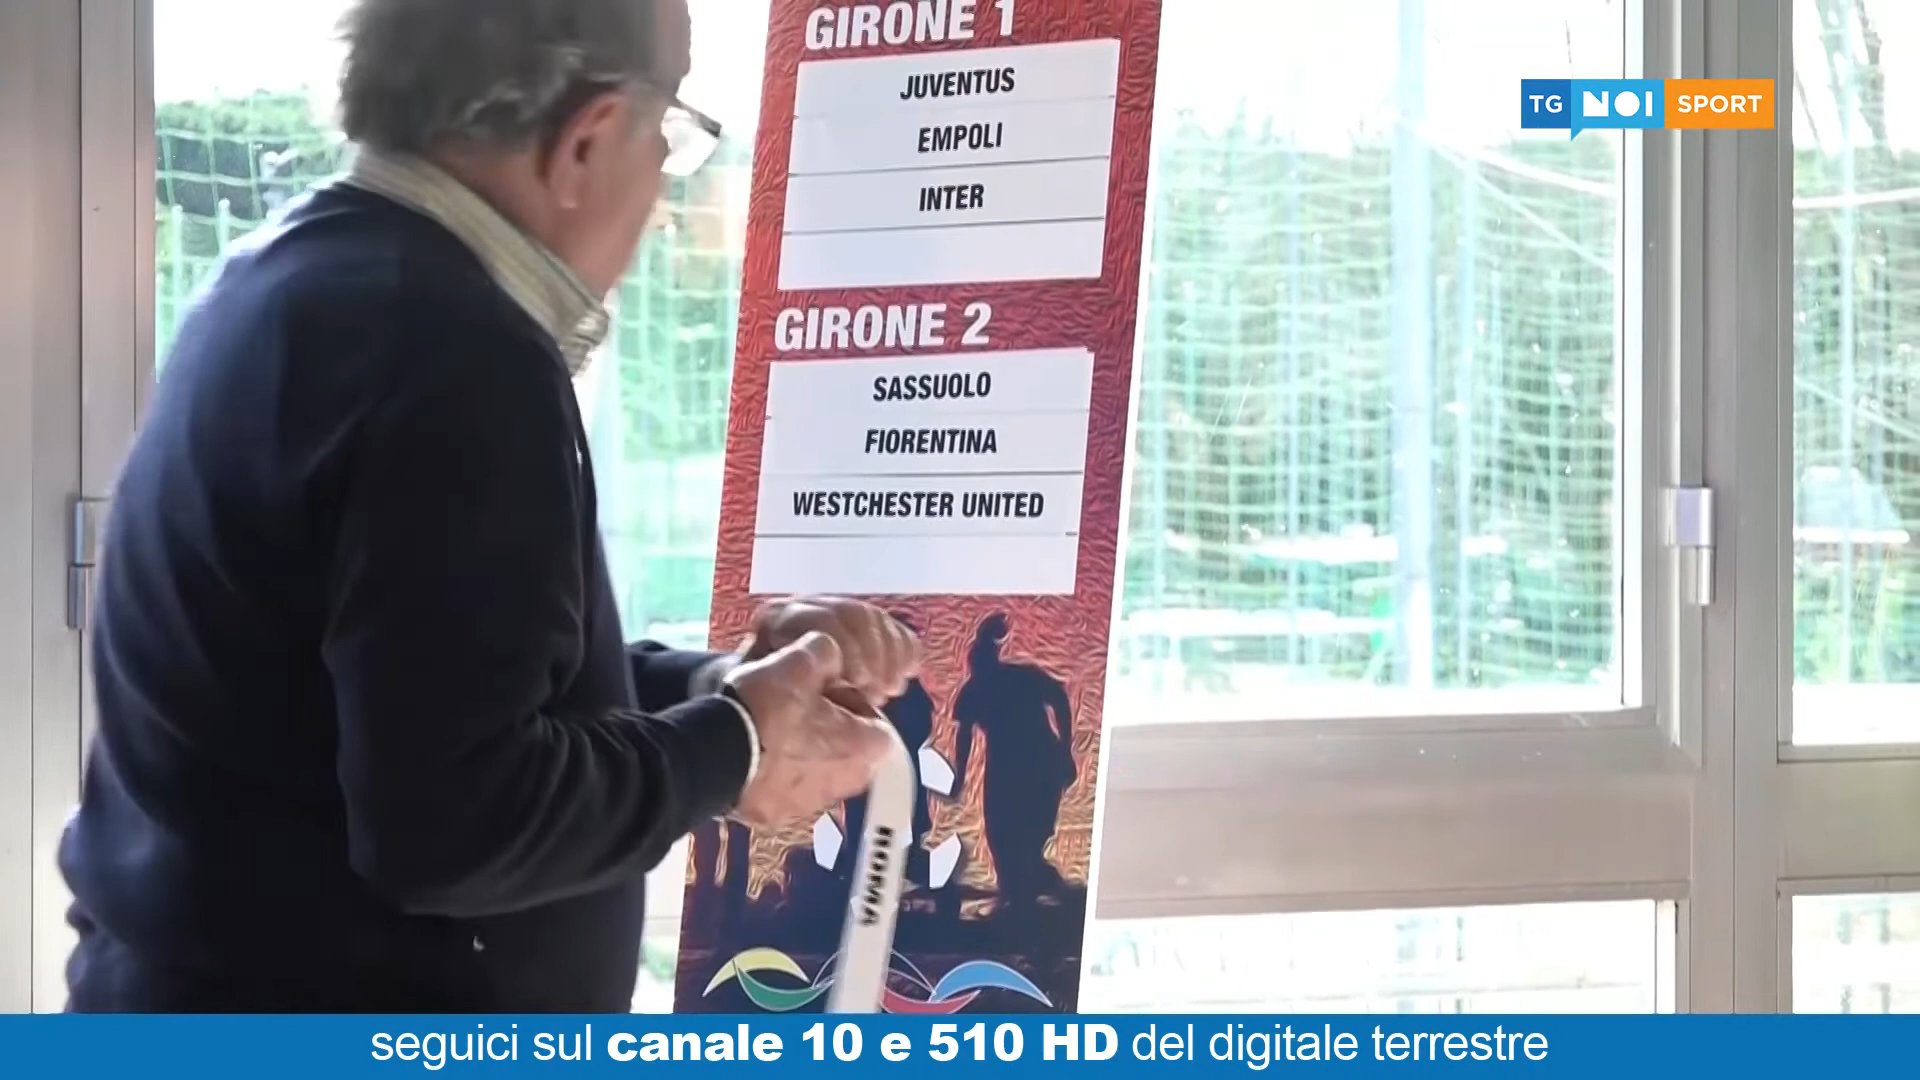 GIRONE 1
JUVENTUS
EMPOLI
INTER
GIRONE 2
SASSUOLO
FIORENTINA
WESTCHESTER UNITED
ROMA
TG NOI SPORT
seguici sul canale 10 e 510 HD del digitale terrestre